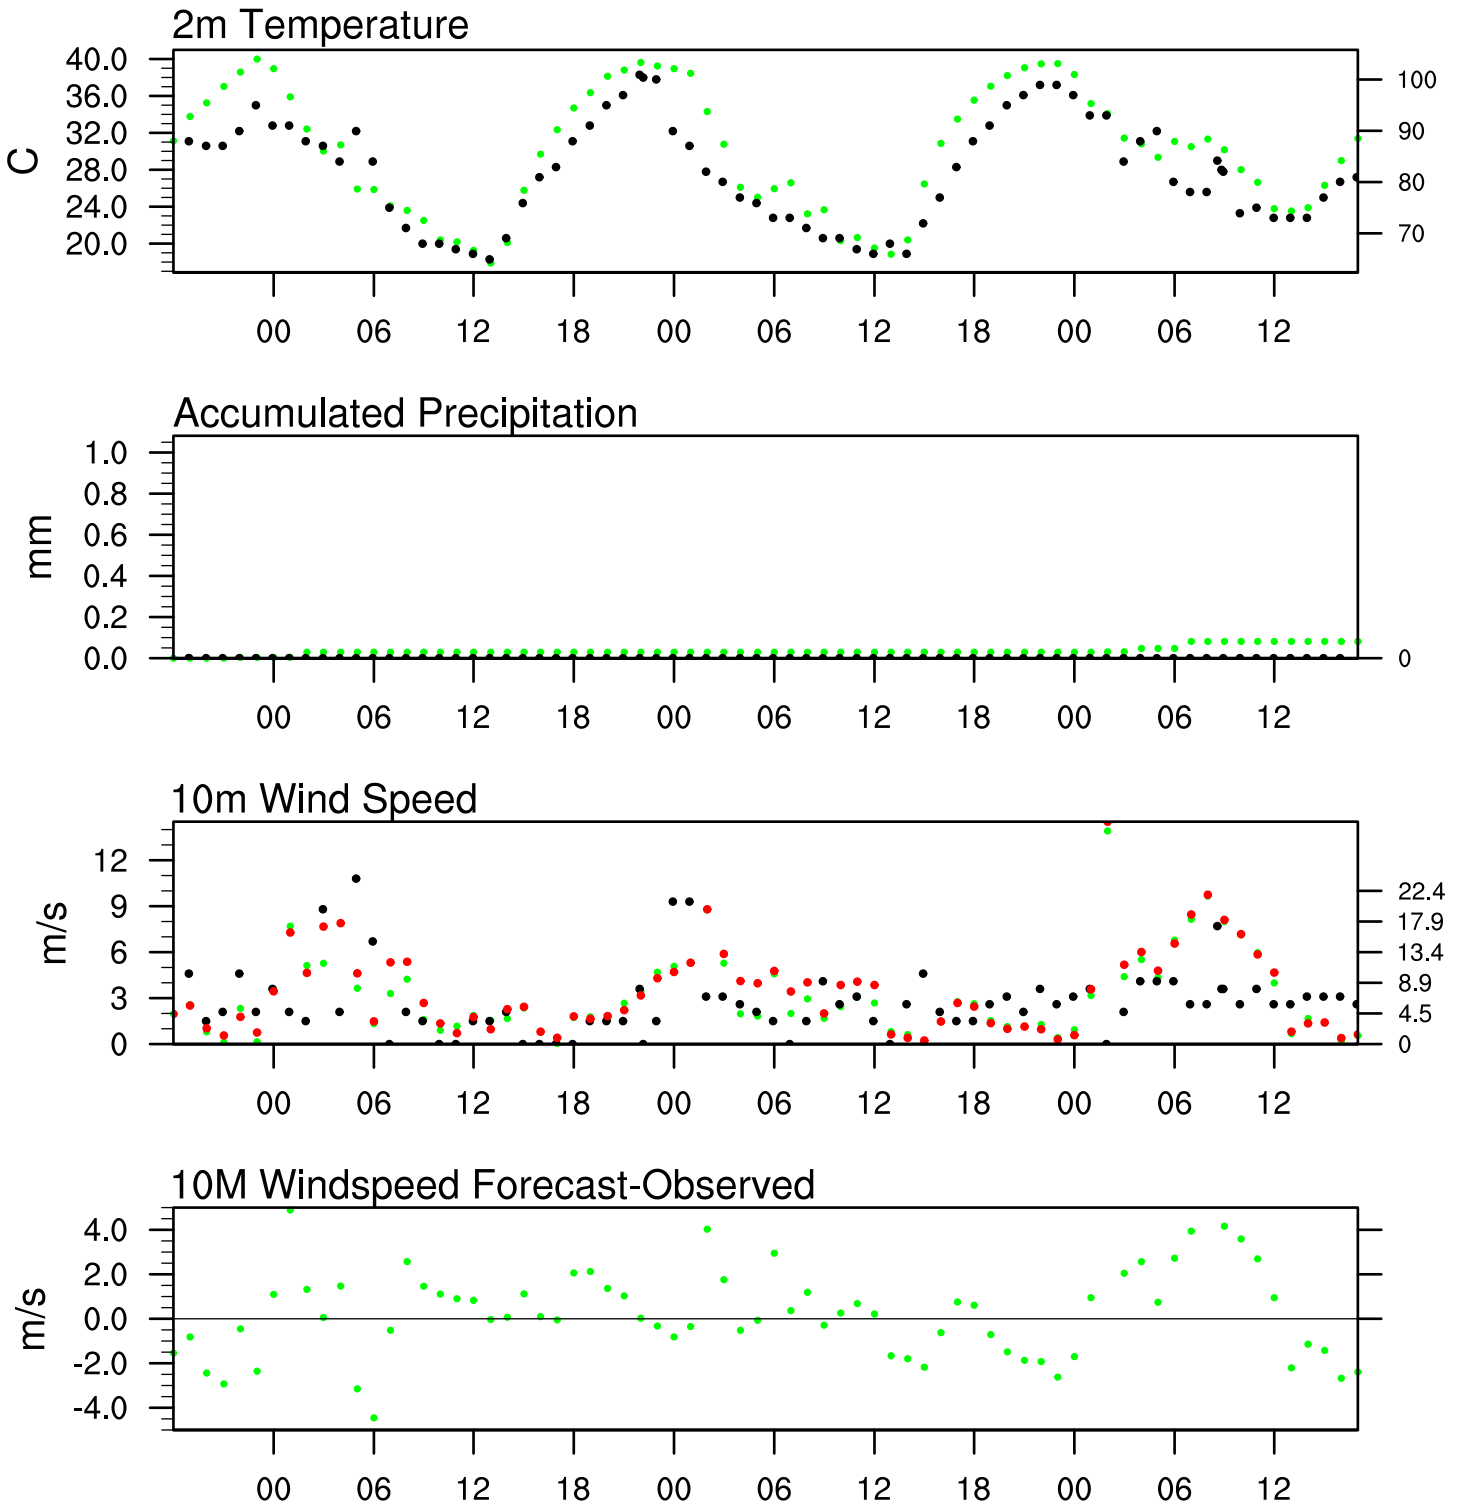 2m Temperature
40.0
36.0
32.0
28.0
24.0
20.0
C
100
90
80
70
00 06 12 18 00 06 12 18 00 06 12
Accumulated Precipitation
1.0
0.8
0.6
0.4
0.2
0.0
mm
0
00 06 12 18 00 06 12 18 00 06 12
10m Wind Speed
12
9
6
3
0
m/s
22.4
17.9
13.4
8.9
4.5
0
00 06 12 18 00 06 12 18 00 06 12
10M Windspeed Forecast-Observed
4.0
2.0
0.0
-2.0
-4.0
m/s
00 06 12 18 00 06 12 18 00 06 12